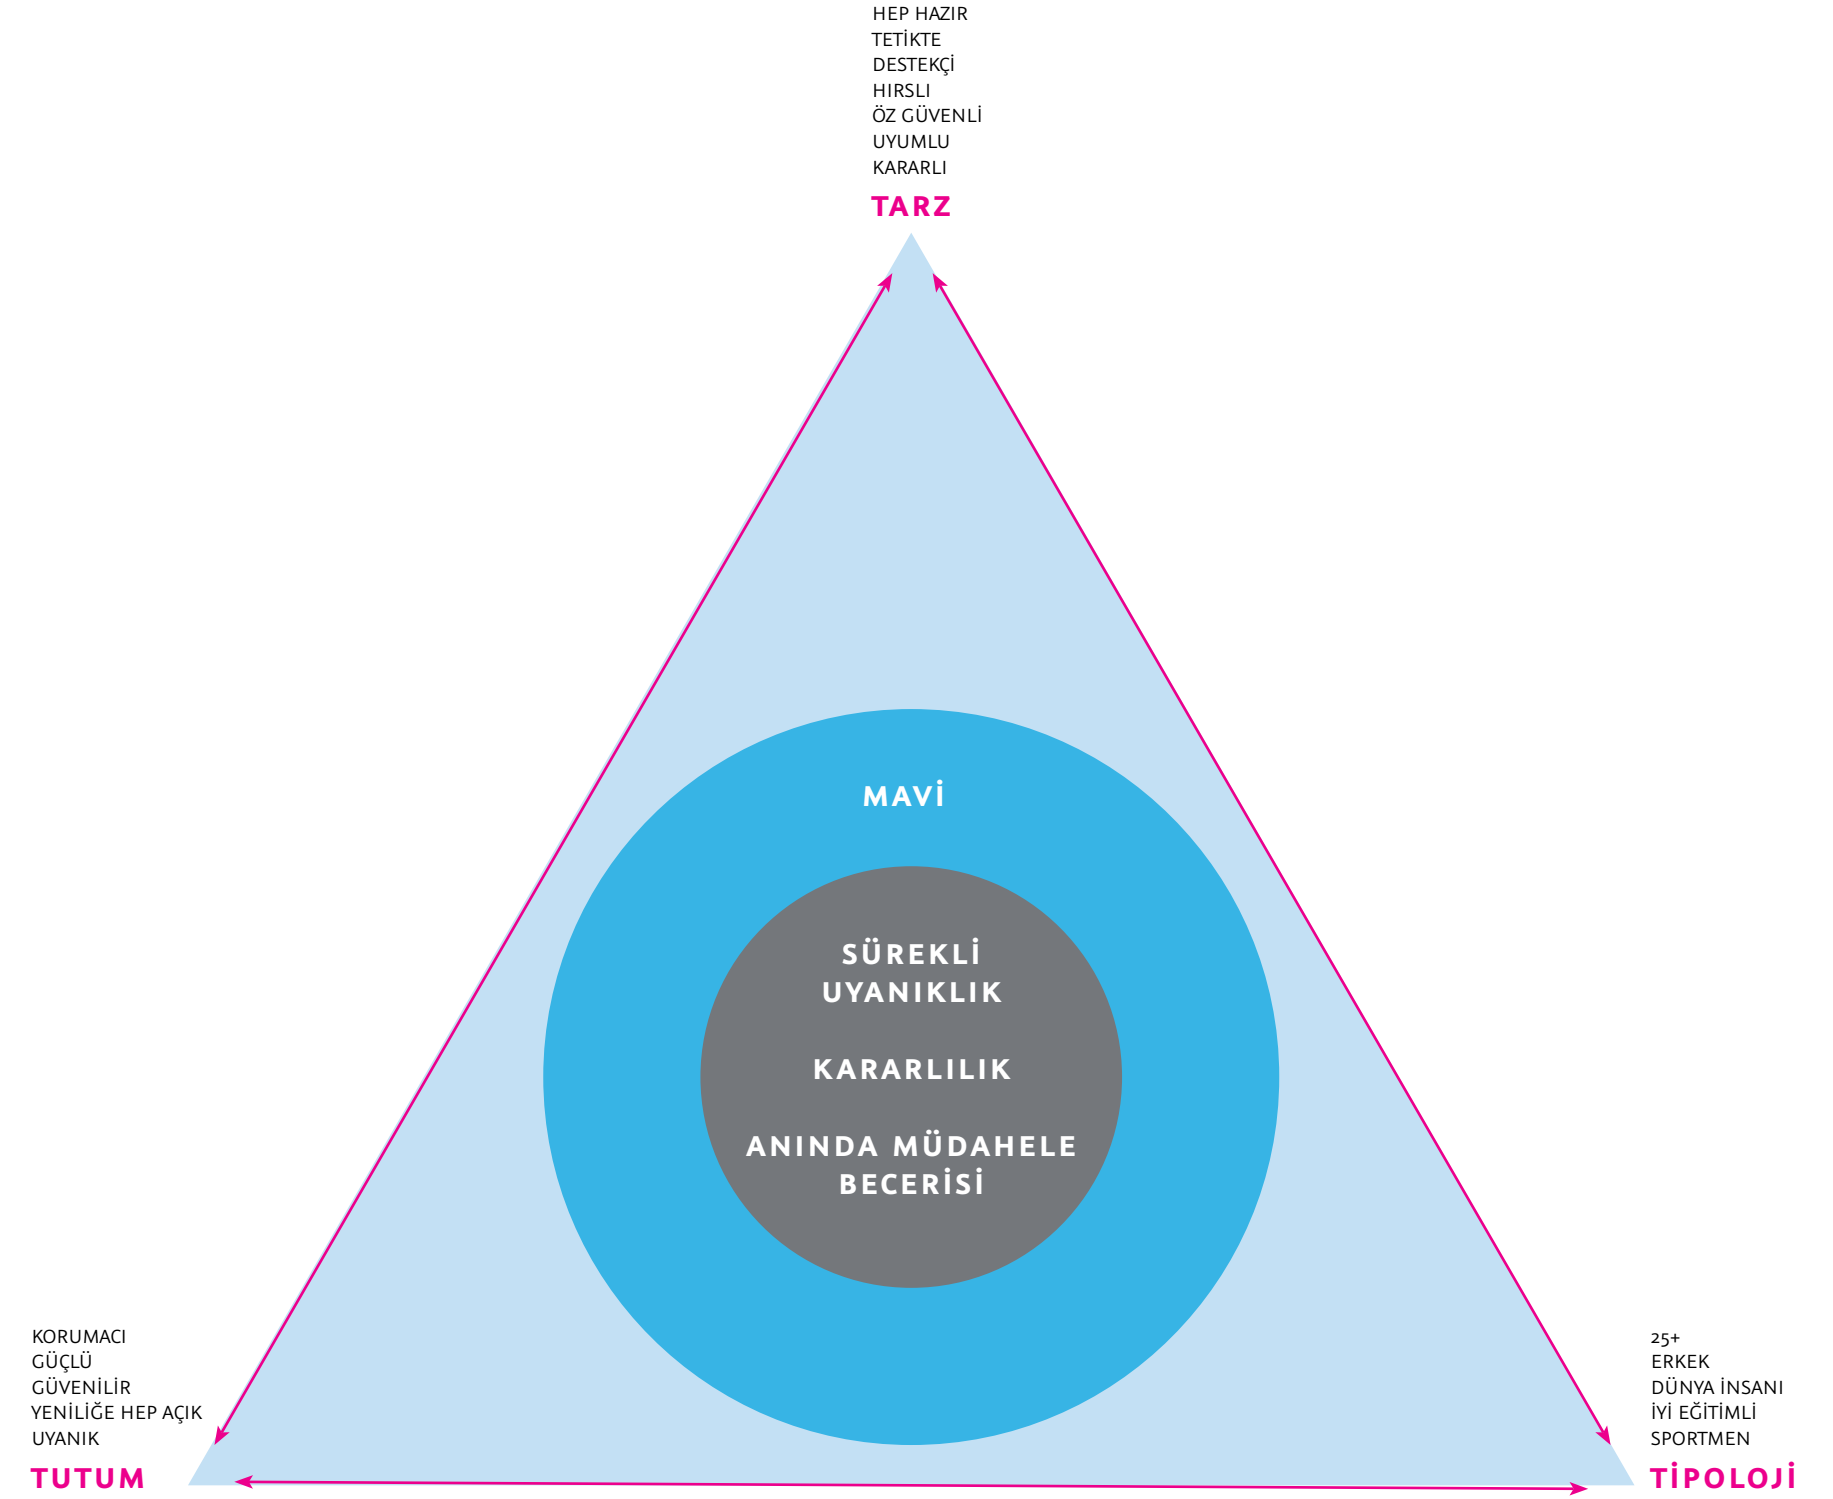 HEP HAZIR
TETİKTE
DESTEKÇİ
HIRSLI
ÖZ GÜVENLİ
UYUMLU
KARARLI
TARZ
MAVİ
SÜREKLİ
UYANIKLIK
KARARLILIK
ANINDA MÜDAHELE
BECERİSİ
KORUMACI
GÜÇLÜ
GÜVENİLİR
YENİLİĞE HEP AÇIK
UYANIK
TUTUM
25+
ERKEK
DÜNYA İNSANI
İYİ EĞİTİMLİ
SPORTMEN
TİPOLOJİ